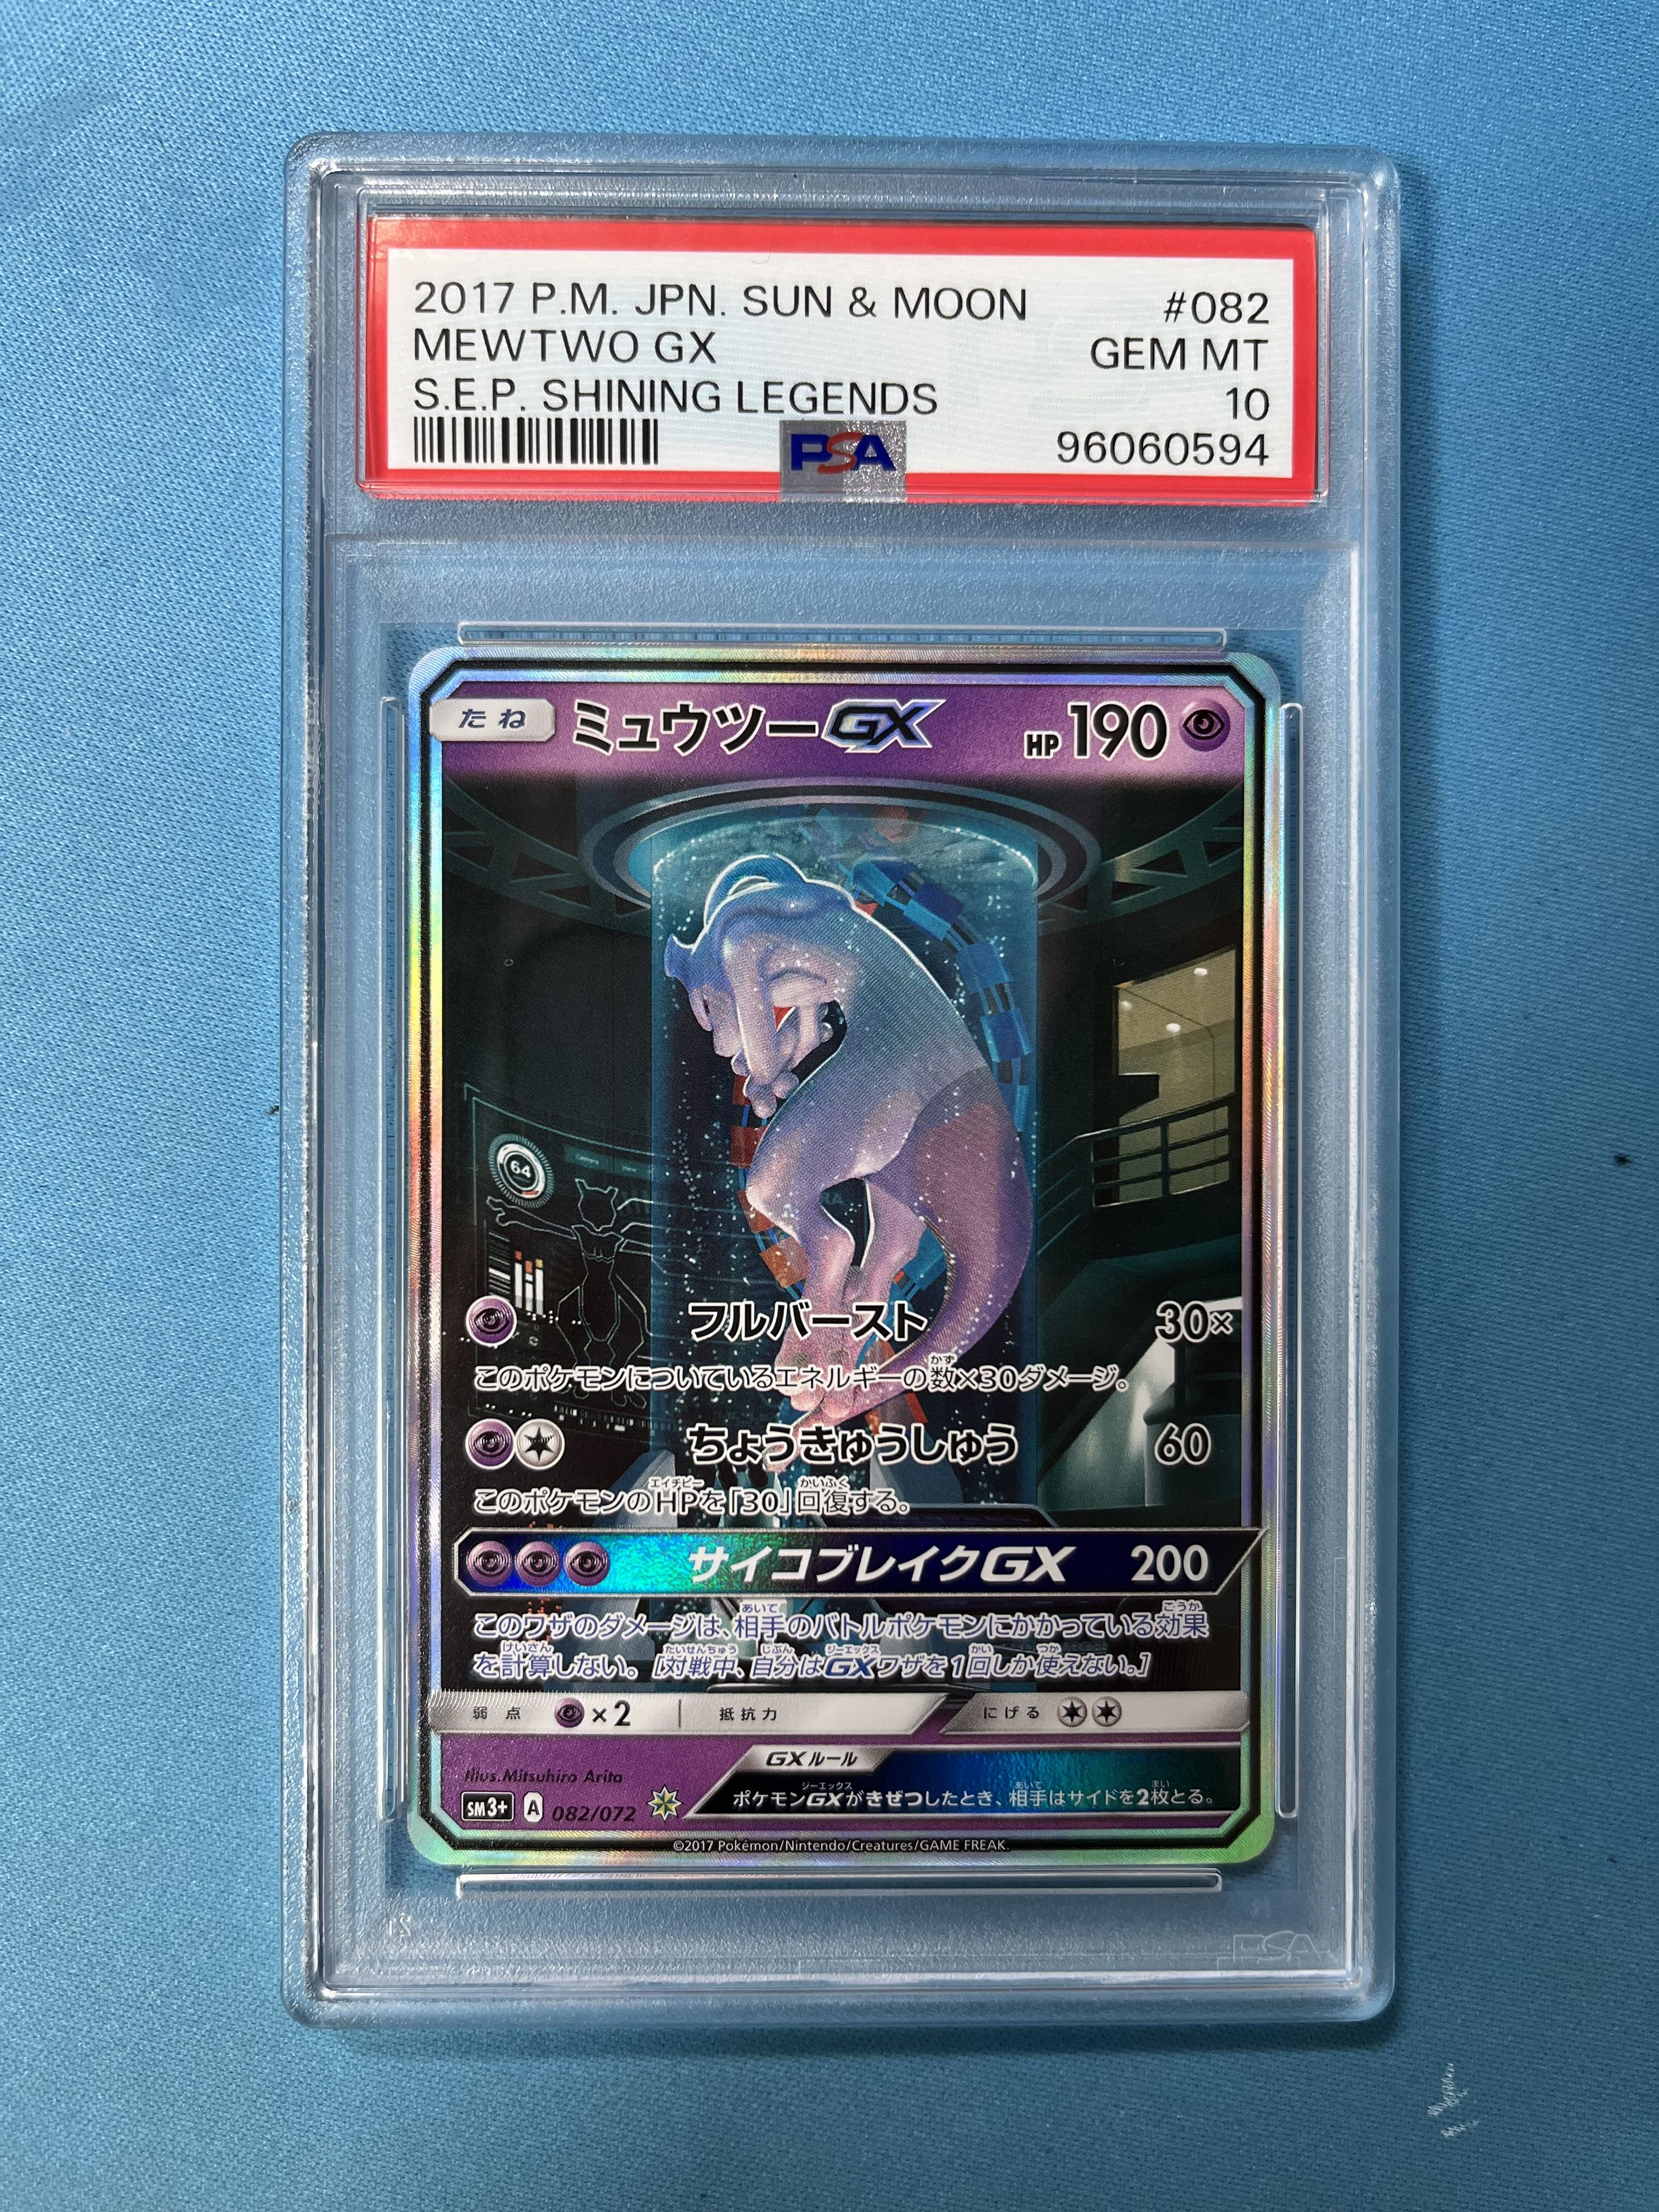 2017 P.M. JPN. SUN & MOON #082
MEWTWO GX GEM MT
S.E.P. SHINING LEGENDS 10
PSA 96060594
たね ミュウツーGX HP 190
64
フルバースト 30×
このポケモンについているエネルギーの数×30ダメージ。
ちょうきゅうしゅう 60
このポケモンのHPを「30」回復する。
サイコブレイクGX 200
このワザのダメージは、相手のバトルポケモンにかかっている効果
を計算しない。[対戦中、自分はGXワザを1回しか使えない。]
弱点 ×2 抵抗力 にげる
GXルール
Illus.Mitsuhiro Arita
ポケモンGXがきぜつしたとき、相手はサイドを2枚とる。
SM3+ A 082/072
©2017 Pokémon/Nintendo/Creatures/GAME FREAK.
PSA